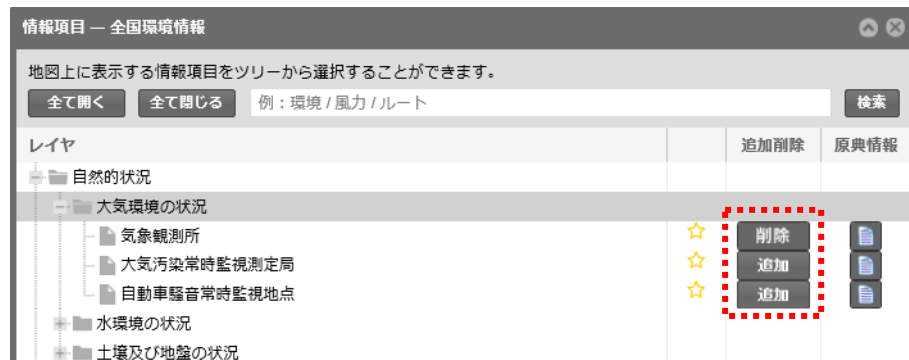 情報項目 ― 全国環境情報
地図上に表示する情報項目をツリーから選択することができます。
全て開く 全て閉じる 例：環境 / 風力 / ルート 検索
レイヤ 追加削除 原典情報
自然的状況
大気環境の状況
気象観測所 削除
大気汚染常時監視測定局 追加
自動車騒音常時監視地点 追加
水環境の状況
土壌及び地盤の状況